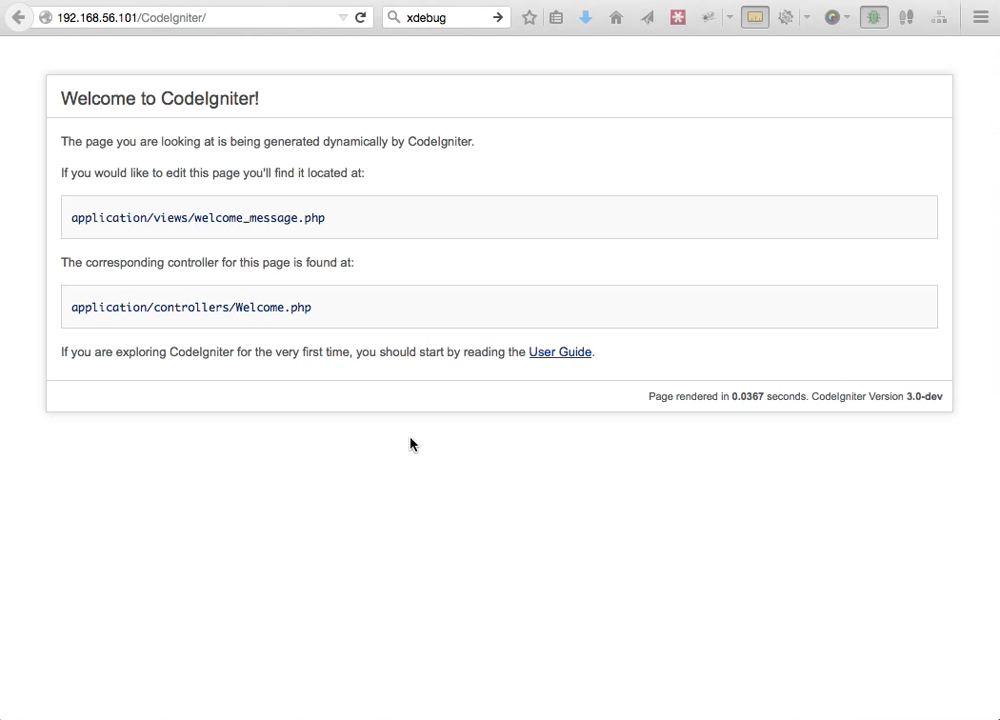 192.168.56.101/CodeIgniter/
xdebug
Welcome to CodeIgniter!
The page you are looking at is being generated dynamically by CodeIgniter.
If you would like to edit this page you'll find it located at:
application/views/welcome_message.php
The corresponding controller for this page is found at:
application/controllers/Welcome.php
If you are exploring CodeIgniter for the very first time, you should start by reading the User Guide.
Page rendered in 0.0367 seconds. CodeIgniter Version 3.0-dev